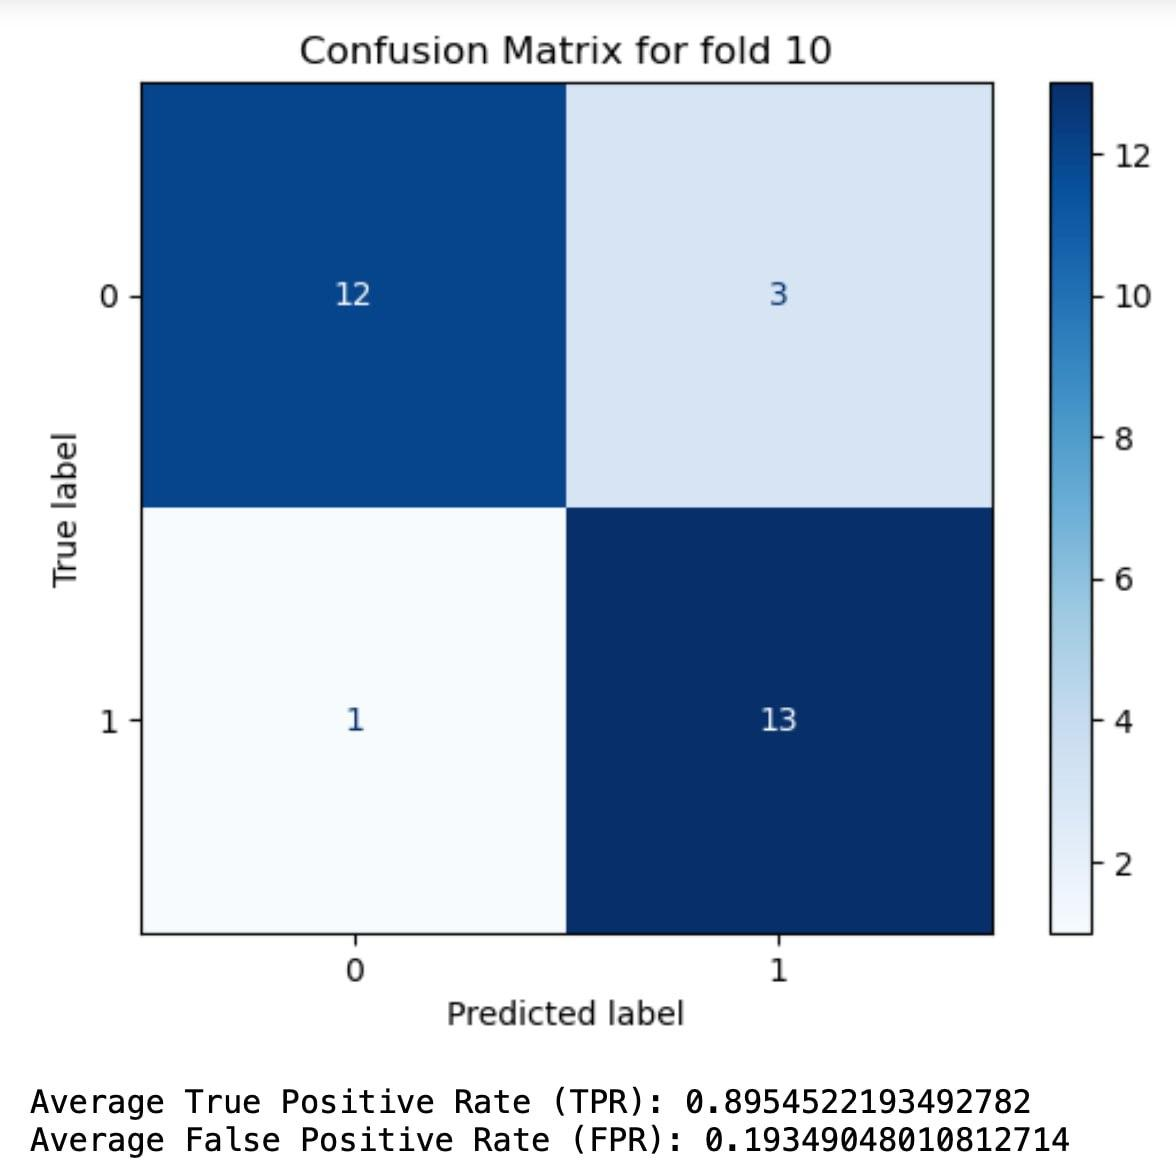 Confusion Matrix for fold 10
12
3
1
13
0
1
True label
0
1
Predicted label
12
10
8
6
4
2
Average True Positive Rate (TPR): 0.8954522193492782
Average False Positive Rate (FPR): 0.19349048010812714